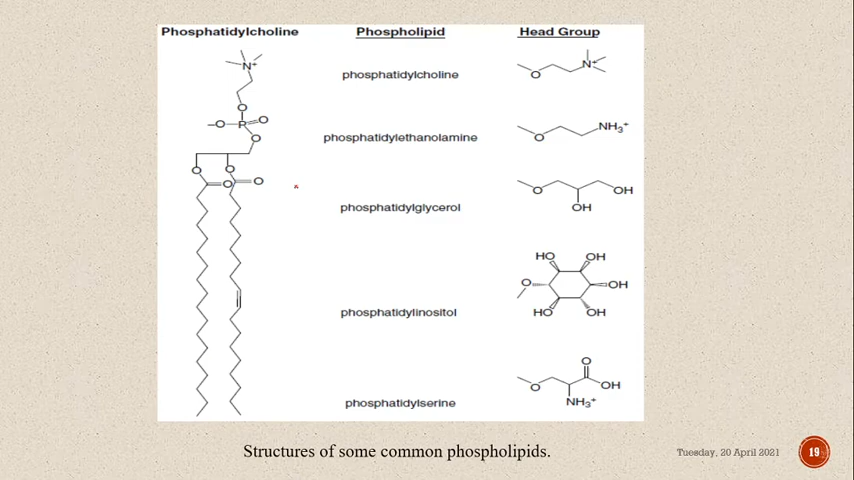 Phosphatidylcholine
Phospholipid
Head Group
N+
O
–O P O
O
O O
O O
phosphatidylcholine
O N+
phosphatidylethanolamine
O NH3+
phosphatidylglycerol
O OH
OH
phosphatidylinositol
HO OH
O OH
HO OH
phosphatidylserine
O
O OH
NH3+
Structures of some common phospholipids.
Tuesday, 20 April 2021
19